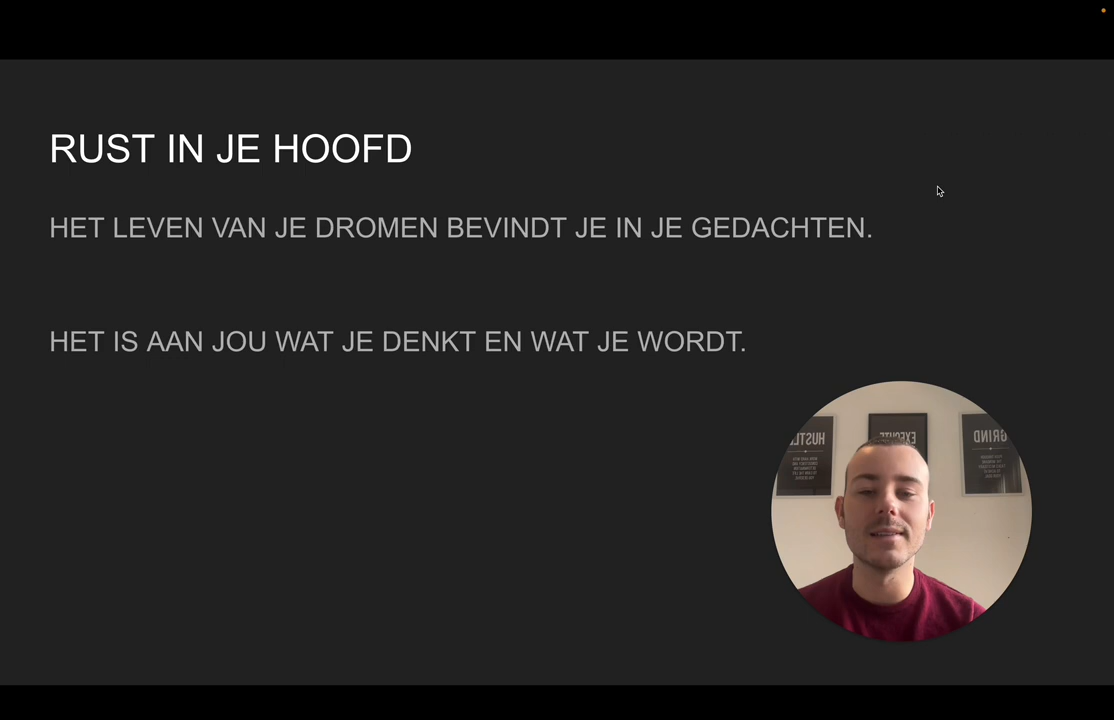 RUST IN JE HOOFD
HET LEVEN VAN JE DROMEN BEVINDT JE IN JE GEDACHTEN.
HET IS AAN JOU WAT JE DENKT EN WAT JE WORDT.
HUSTLE
EXECUTE
GRIND